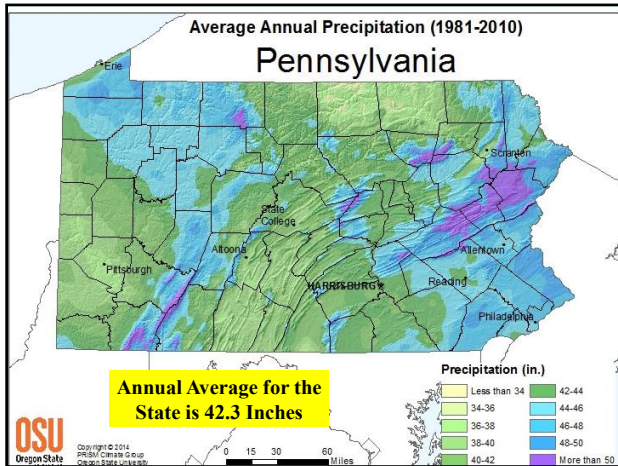 Average Annual Precipitation (1981-2010)
Pennsylvania
Erie
Scranton
State
College
Altoona
Allentown
Pittsburgh
HARRISBURG
Reading
Philadelphia
Annual Average for the
State is 42.3 Inches
Precipitation (in.)
Less than 34
34-36
36-38
38-40
40-42
42-44
44-46
46-48
48-50
More than 50
OSU
Oregon State
Copyright © 2014
PRISM Climate Group
Oregon State University
0 15 30 60
Miles